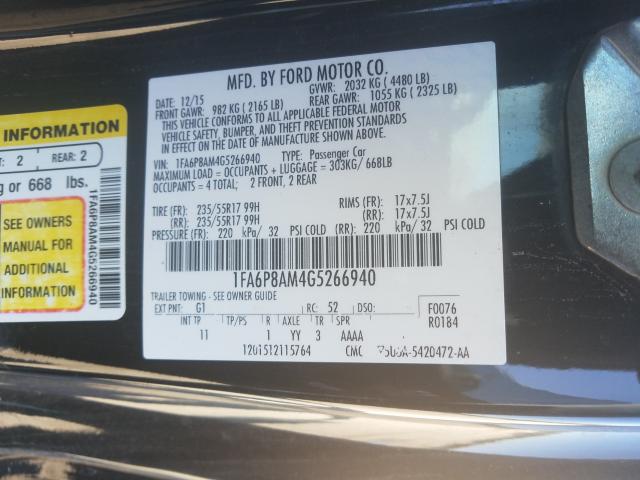 INFORMATION
: 2 REAR: 2
g or 668 lbs.
SEE OWNERS
MANUAL FOR
ADDITIONAL
INFORMATION
1FA6P8AM4G5266940
MFD. BY FORD MOTOR CO.
DATE: 12/15 GVWR: 2032 KG ( 4480 LB)
FRONT GAWR: 982 KG ( 2165 LB) REAR GAWR: 1055 KG ( 2325 LB)
THIS VEHICLE CONFORMS TO ALL APPLICABLE FEDERAL MOTOR
VEHICLE SAFETY, BUMPER, AND THEFT PREVENTION STANDARDS
IN EFFECT ON THE DATE OF MANUFACTURE SHOWN ABOVE.
VIN: 1FA6P8AM4G5266940 TYPE: Passenger Car
MAXIMUM LOAD = OCCUPANTS + LUGGAGE = 303KG/ 668LB
OCCUPANTS = 4 TOTAL; 2 FRONT, 2 REAR
TIRE (FR): 235/55R17 99H RIMS (FR): 17x7.5J
(RR): 235/55R17 99H (RR): 17x7.5J
PRESSURE (FR): 220 kPa/ 32 PSI COLD (RR): 220 kPa/ 32 PSI COLD
1FA6P8AM4G5266940
TRAILER TOWING - SEE OWNER GUIDE
EXT PNT: G1 RC: 52 DSO: F0076
R0184
INT TP TP/PS R AXLE TR SPR
11 1 YY 3 AAAA
1201512115764 CMC 5420472-AA